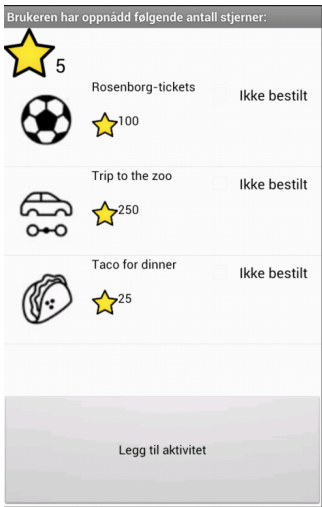 Brukeren har oppnådd følgende antall stjerner:
5
Rosenborg-tickets
Ikke bestilt
100
Trip to the zoo
Ikke bestilt
250
Taco for dinner
Ikke bestilt
25
Legg til aktivitet